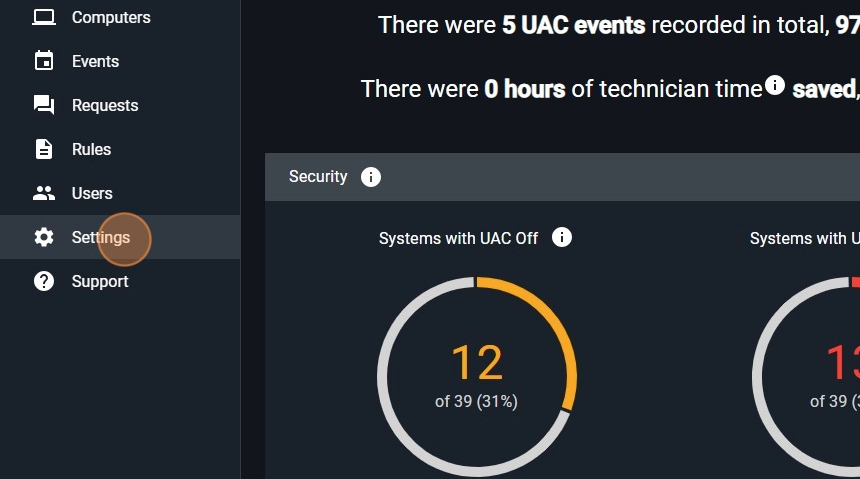 Computers
Events
Requests
Rules
Users
Settings
Support
There were 5 UAC events recorded in total, 97
There were 0 hours of technician time saved,
Security
Systems with UAC Off
12
of 39 (31%)
Systems with U
13
of 39 (3